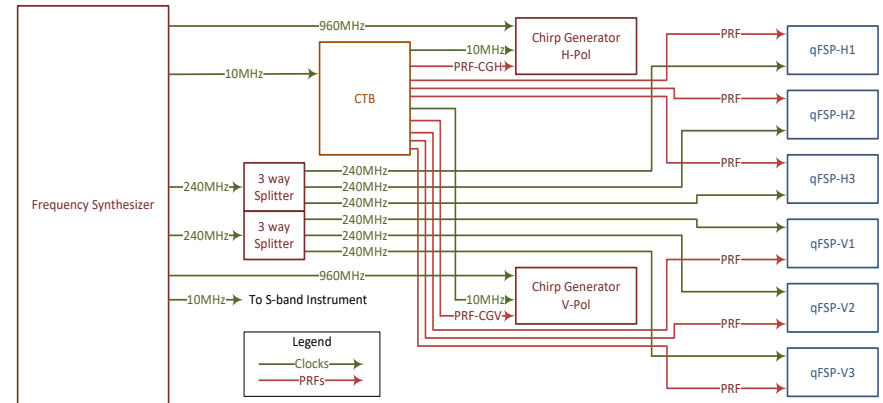 960MHz
Chirp Generator
H-Pol
PRF
qFSP-H1
10MHz
PRF-CGH
10MHz
CTB
PRF
qFSP-H2
PRF
qFSP-H3
Frequency Synthesizer
240MHz
3 way
Splitter
240MHz
240MHz
240MHz
240MHz
3 way
Splitter
240MHz
240MHz
240MHz
qFSP-V1
PRF
960MHz
Chirp Generator
V-Pol
10MHz
PRF-CGV
10MHz
To S-band Instrument
qFSP-V2
PRF
Legend
Clocks
PRFs
qFSP-V3
PRF